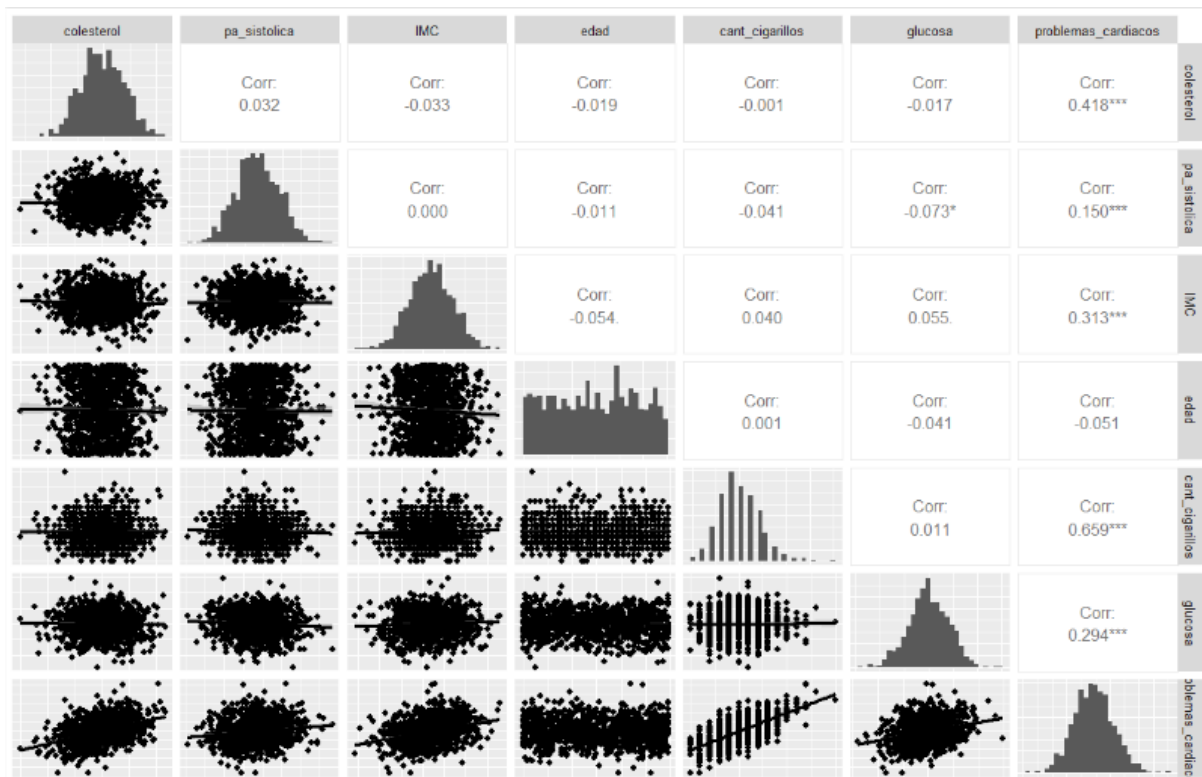 colesterol
pa_sistolica
IMC
edad
cant_cigarillos
glucosa
problemas_cardiacos
Corr:
0.032
Corr:
-0.033
Corr:
-0.019
Corr:
-0.001
Corr:
-0.017
Corr:
0.418***
colesterol
Corr:
0.000
Corr:
-0.011
Corr:
-0.041
Corr:
-0.073*
Corr:
0.150***
pa_sistolica
Corr:
-0.054.
Corr:
0.040
Corr:
0.055.
Corr:
0.313***
IMC
Corr:
0.001
Corr:
-0.041
Corr:
-0.051
edad
Corr:
0.011
Corr:
0.659***
cant_cigarillos
Corr:
0.294***
glucosa
oblemas_cardiac